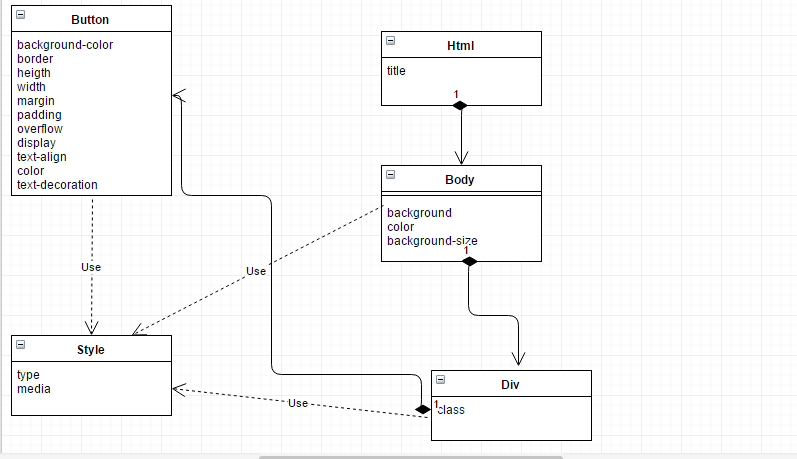 Button
background-color
border
heigth
width
margin
padding
overflow
display
text-align
color
text-decoration
Html
title
1
Body
background
color
background-size
1
Use
Use
Style
type
media
Use
Div
1
class